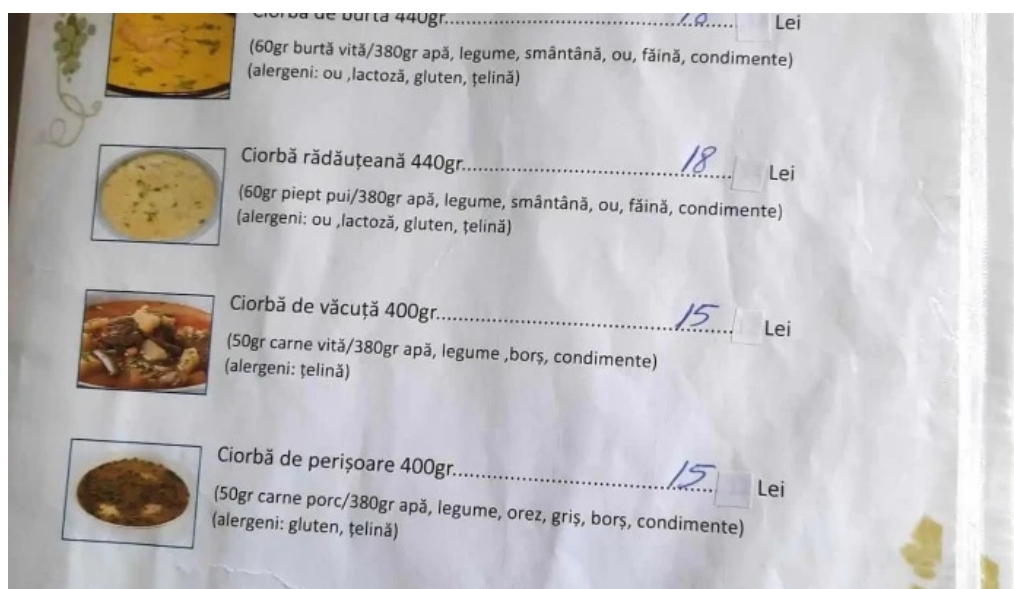 Ciorbă de burtă 440gr.......... Lei
(60gr burtă vită/380gr apă, legume, smântână, ou, făină, condimente)
(alergeni: ou ,lactoză, gluten, țelină)
Ciorbă rădăuțeană 440gr.......... 18 Lei
(60gr piept pui/380gr apă, legume, smântână, ou, făină, condimente)
(alergeni: ou ,lactoză, gluten, țelină)
Ciorbă de văcuță 400gr.......... 15 Lei
(50gr carne vită/380gr apă, legume ,borș, condimente)
(alergeni: țelină)
Ciorbă de perișoare 400gr.......... 15 Lei
(50gr carne porc/380gr apă, legume, orez, griș, borș, condimente)
(alergeni: gluten, țelină)